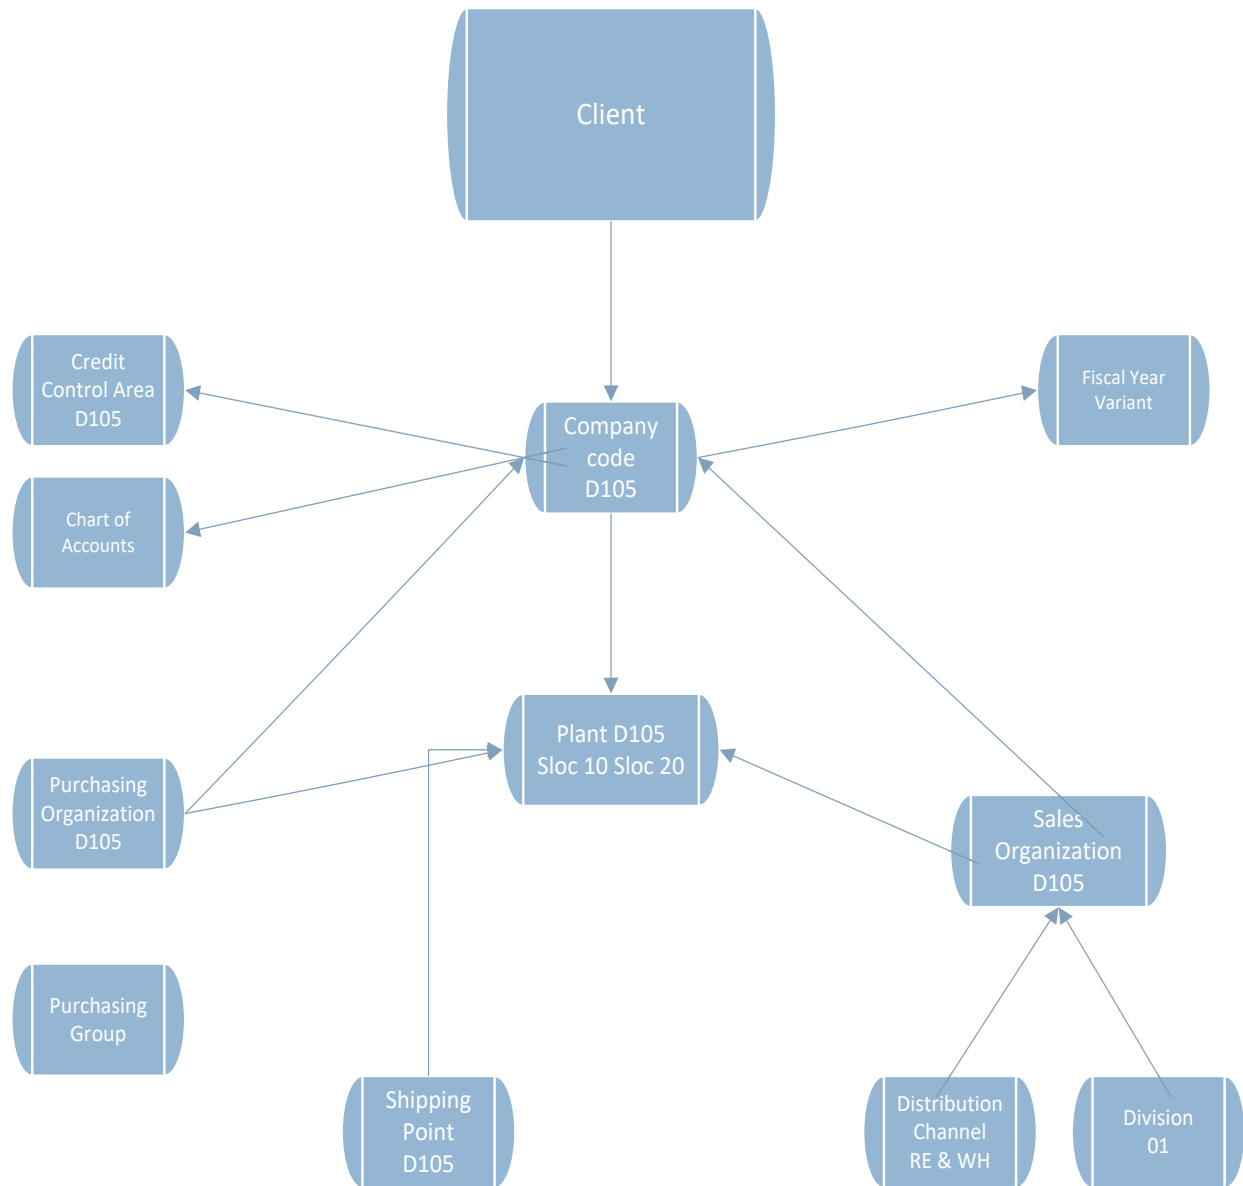 Client
Credit
Control Area
D105
Company
code
D105
Fiscal Year
Variant
Chart of
Accounts
Plant D105
Sloc 10 Sloc 20
Purchasing
Organization
D105
Sales
Organization
D105
Purchasing
Group
Shipping
Point
D105
Distribution
Channel
RE & WH
Division
01